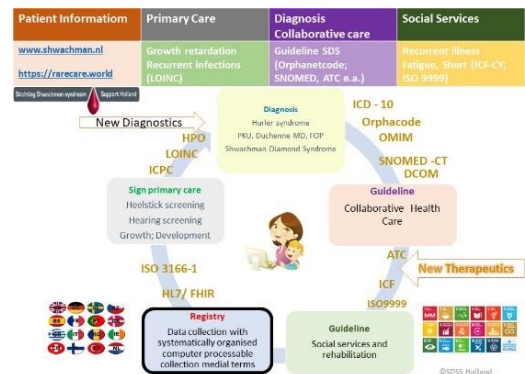 Patient Informatiom
Primary Care
Diagnosis
Collaborative care
Social Services
www.shwachman.nl
https://rarecare.world
Growth retardation
Recurrent infections
(LOINC)
Guideline SDS
(Orphanetcode;
SNOMED, ATC e.a.)
Recurrent illness
Fatigue, Short (ICF-CY;
ISO 9999)
Stichting Shwachman syndroom
Support Holland
New Diagnostics
HPO
LOINC
ICPC
Diagnosis
Hurler syndrome
PKU, Duchenne MD, FOP
Shwachman Diamond Syndrome
ICD - 10
Orphacode
OMIM
SNOMED -CT
DCOM
Sign primary care
Heelstick screening
Hearing screening
Growth; Development
Guideline
Collaborative Health
Care
ISO 3166-1
HL7/ FHIR
ATC
ICF
ISO9999
New Therapeutics
Registry
Data collection with
systematically organised
computer processable
collection medial terms
Guideline
Social services and
rehabilitation
©SDSS Holland